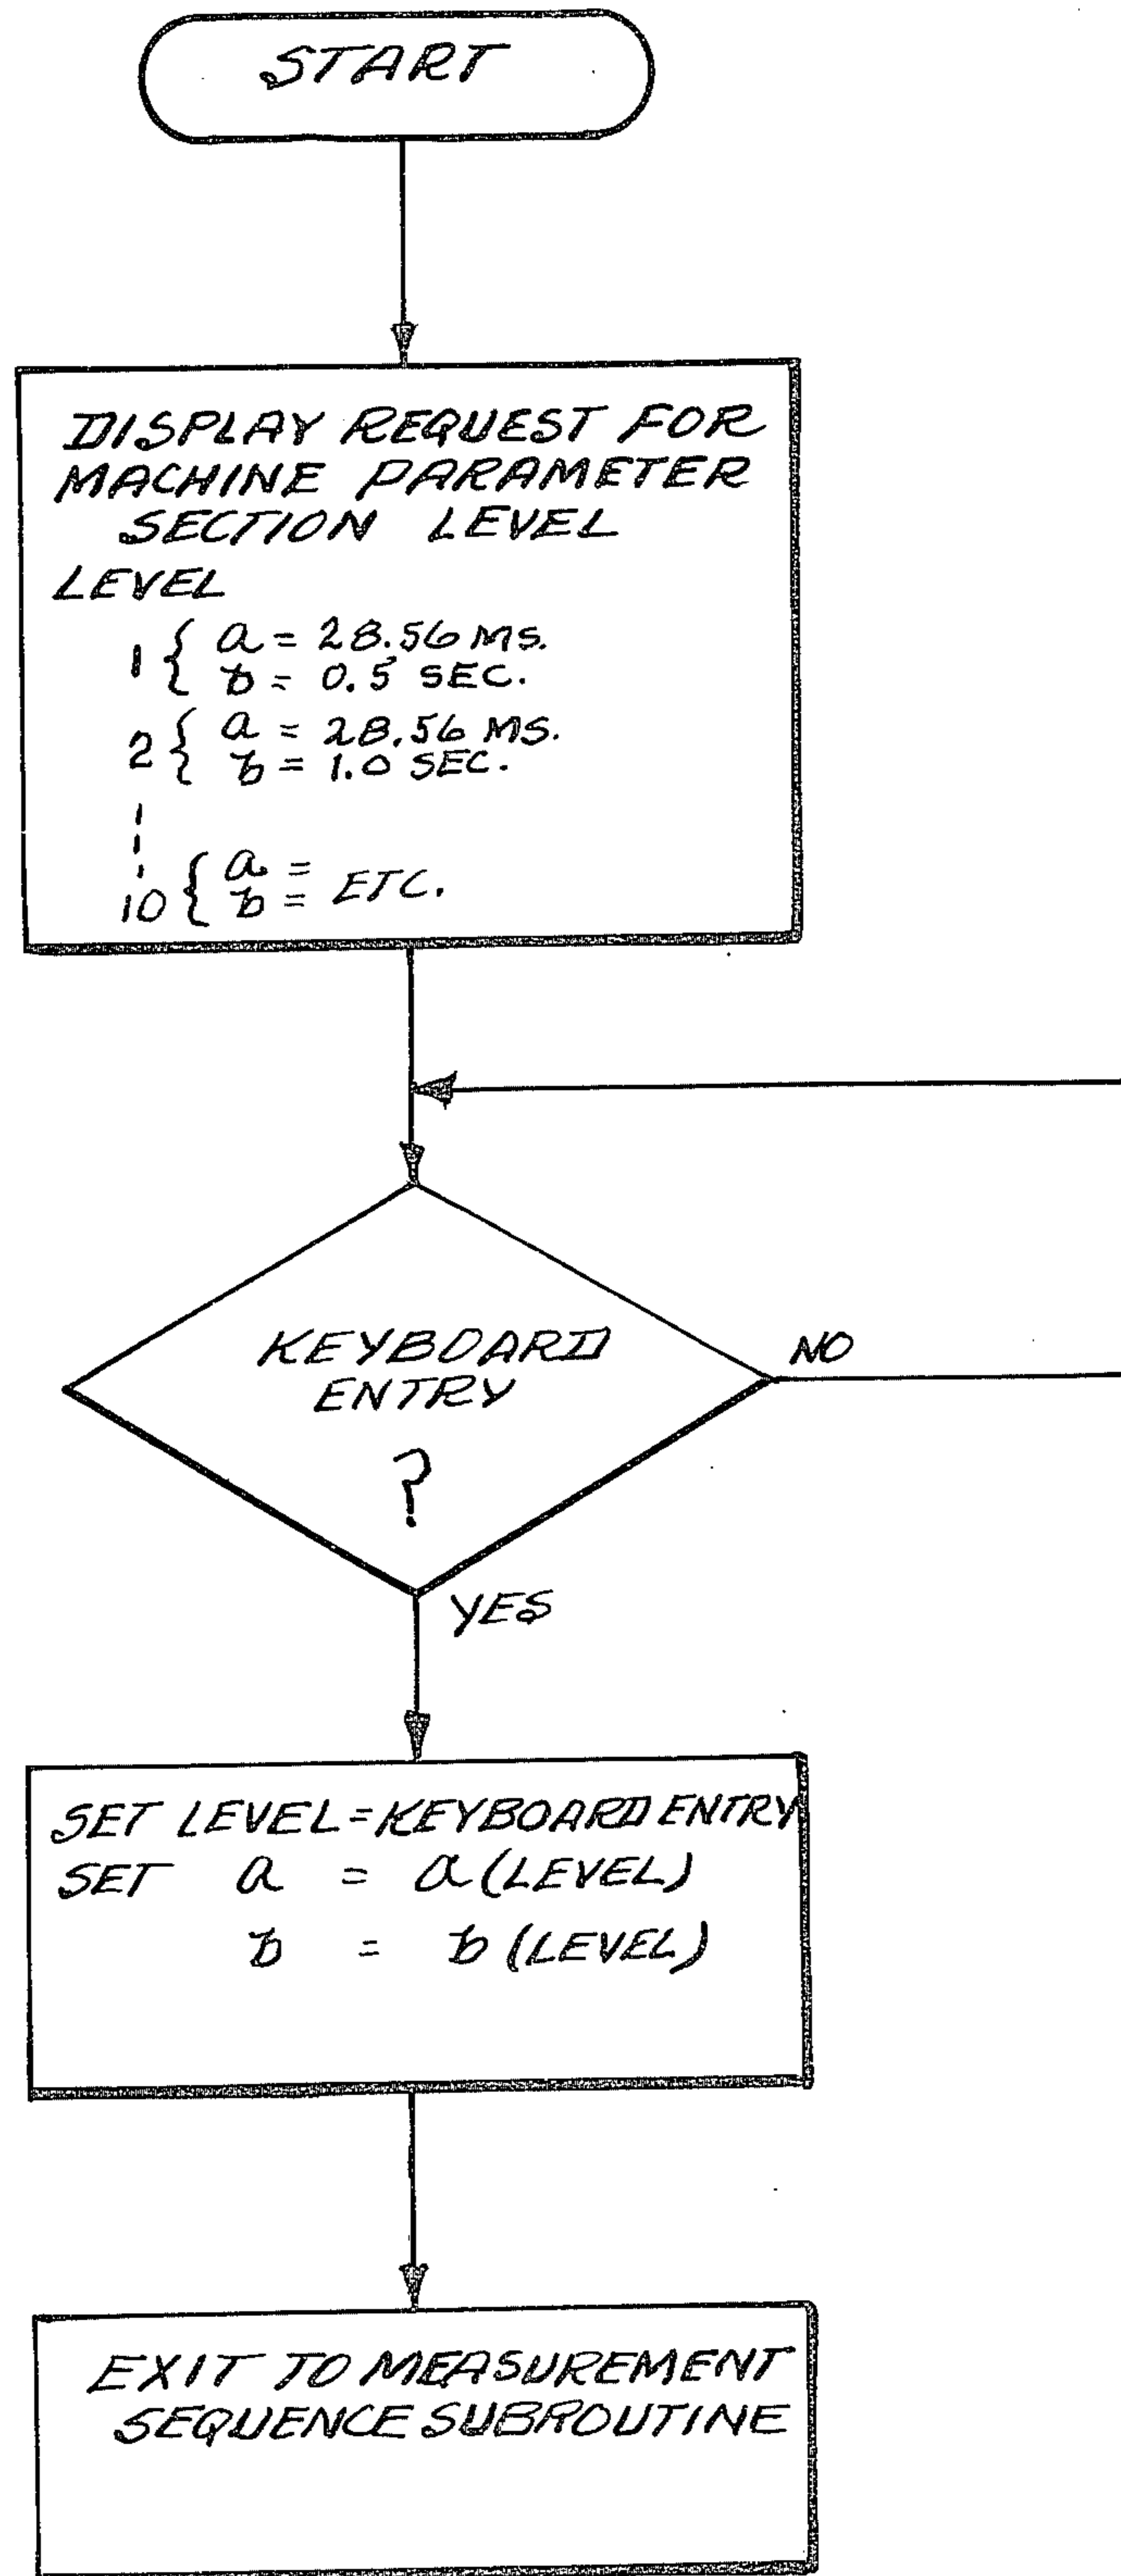 START
DISPLAY REQUEST FOR
MACHINE PARAMETER
SECTION LEVEL
LEVEL
1 { a = 28.56 MS.
b = 0.5 SEC.
2 { a = 28.56 MS.
b = 1.0 SEC.
10 { a =
b = ETC.
KEYBOARD
ENTRY
?
NO
YES
SET LEVEL = KEYBOARD ENTRY
SET a = a (LEVEL)
b = b (LEVEL)
EXIT TO MEASUREMENT
SEQUENCE SUBROUTINE